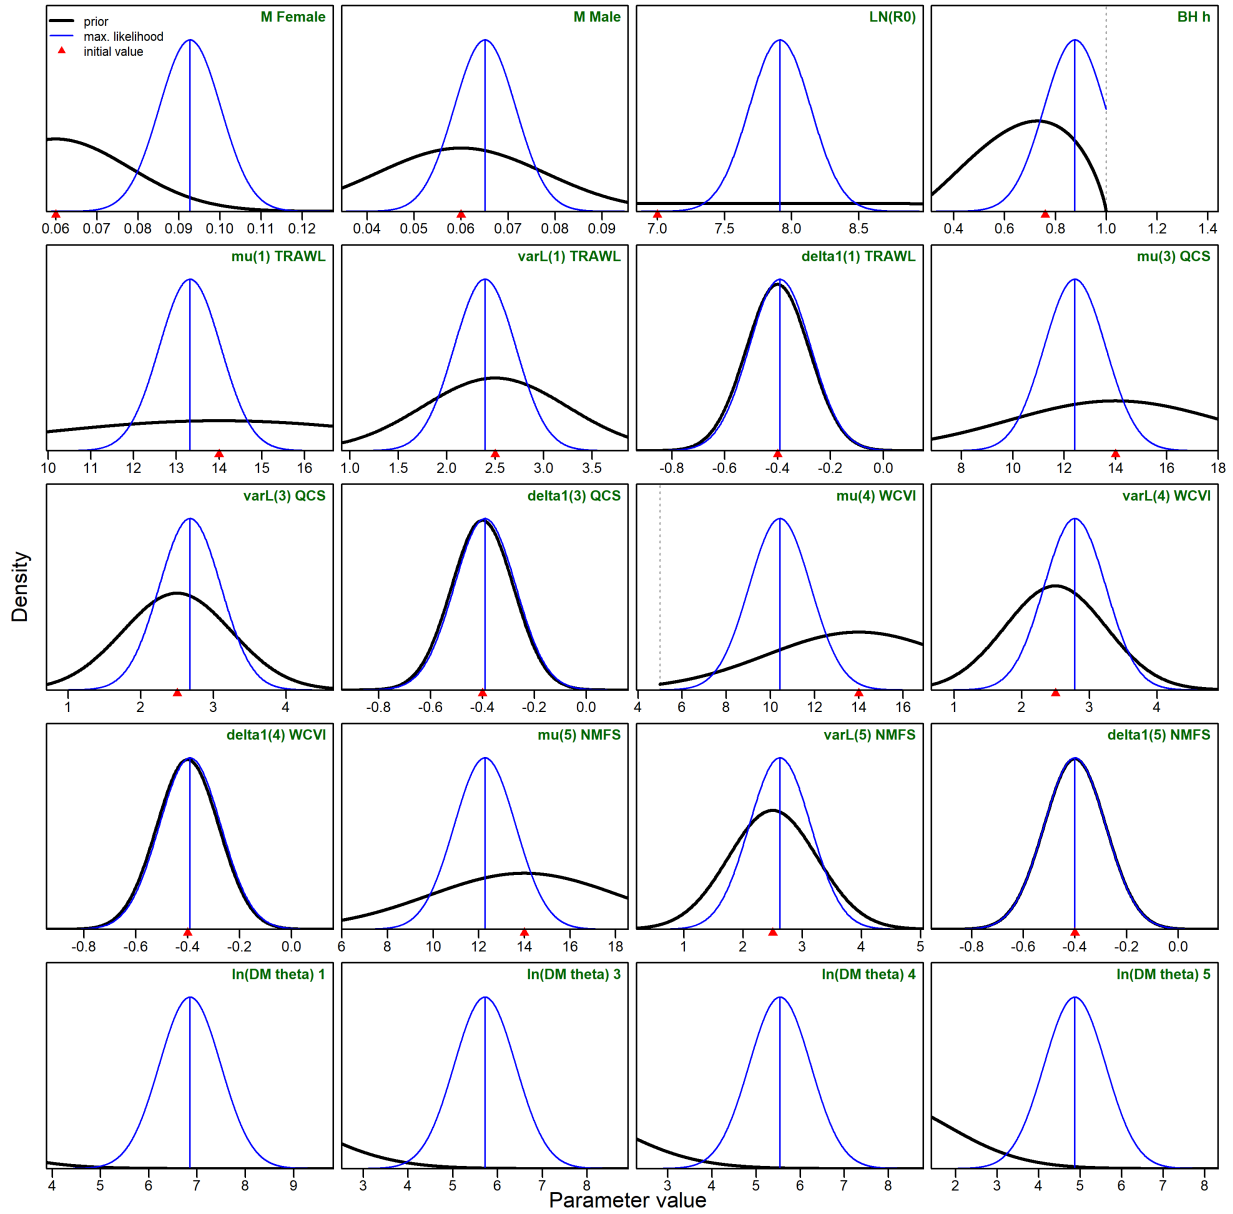 M Female
prior
max. likelihood
initial value
0.06 0.07 0.08 0.09 0.10 0.11 0.12
M Male
0.04 0.05 0.06 0.07 0.08 0.09
LN(R0)
7.0 7.5 8.0 8.5
BH h
0.4 0.6 0.8 1.0 1.2 1.4
mu(1) TRAWL
10 11 12 13 14 15 16
varL(1) TRAWL
1.0 1.5 2.0 2.5 3.0 3.5
delta1(1) TRAWL
-0.8 -0.6 -0.4 -0.2 0.0
mu(3) QCS
8 10 12 14 16 18
varL(3) QCS
1 2 3 4
delta1(3) QCS
-0.8 -0.6 -0.4 -0.2 0.0
mu(4) WCVI
4 6 8 10 12 14 16
varL(4) WCVI
1 2 3 4
delta1(4) WCVI
-0.8 -0.6 -0.4 -0.2 0.0
mu(5) NMFS
6 8 10 12 14 16 18
varL(5) NMFS
1 2 3 4 5
delta1(5) NMFS
-0.8 -0.6 -0.4 -0.2 0.0
ln(DM theta) 1
4 5 6 7 8 9
ln(DM theta) 3
3 4 5 6 7 8
ln(DM theta) 4
3 4 5 6 7 8
ln(DM theta) 5
2 3 4 5 6 7 8
Density
Parameter value